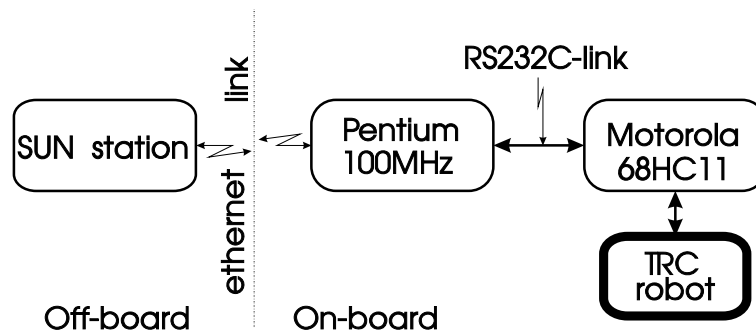 RS232C-link
SUN station
ethernet link
Pentium
100MHz
Motorola
68HC11
TRC
robot
Off-board
On-board